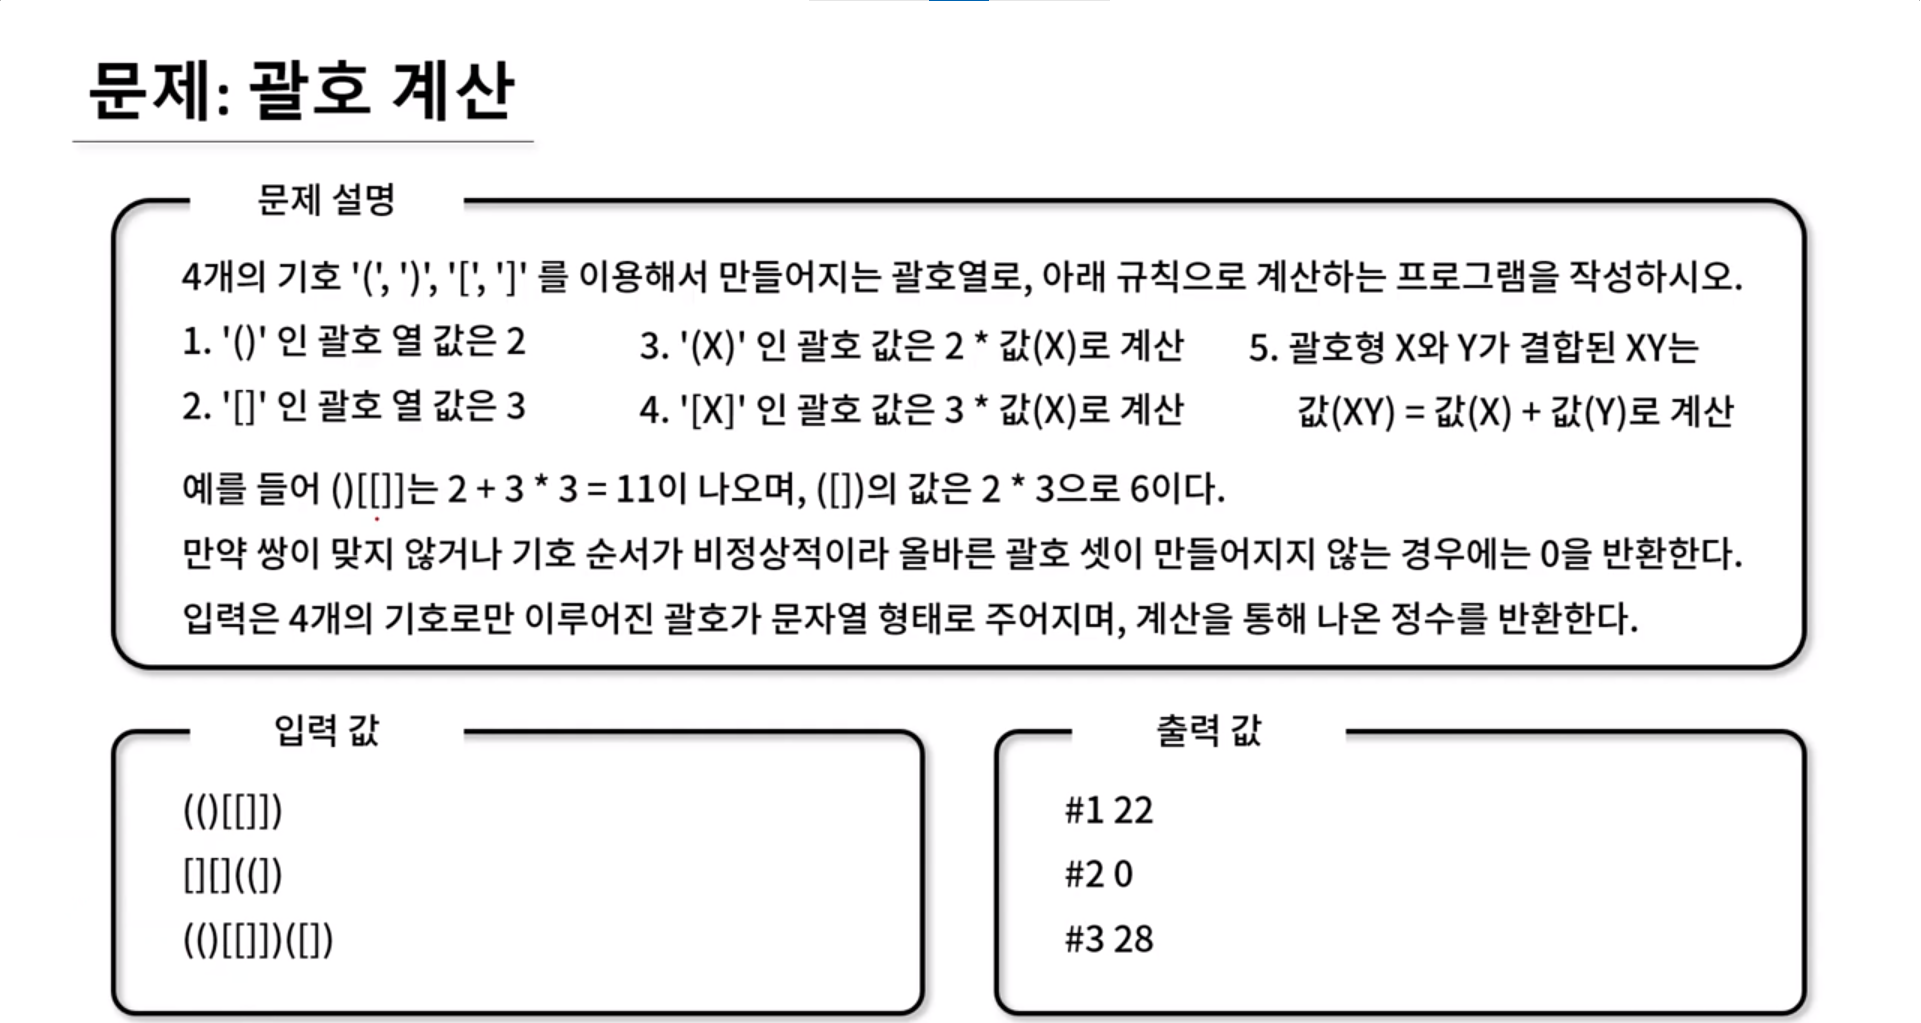 문제: 괄호 계산
문제 설명
4개의 기호 '(', ')', '[', ']' 를 이용해서 만들어지는 괄호열로, 아래 규칙으로 계산하는 프로그램을 작성하시오.
1. '()' 인 괄호 열 값은 2
2. '[]' 인 괄호 열 값은 3
3. '(X)' 인 괄호 값은 2 * 값(X)로 계산
4. '[X]' 인 괄호 값은 3 * 값(X)로 계산
5. 괄호형 X와 Y가 결합된 XY는
값(XY) = 값(X) + 값(Y)로 계산
예를 들어 ()[[]]는 2 + 3 * 3 = 11이 나오며, ([])의 값은 2 * 3으로 6이다.
만약 쌍이 맞지 않거나 기호 순서가 비정상적이라 올바른 괄호 셋이 만들어지지 않는 경우에는 0을 반환한다.
입력은 4개의 기호로만 이루어진 괄호가 문자열 형태로 주어지며, 계산을 통해 나온 정수를 반환한다.
입력 값
(()[[]])
[][]((])
(()[[]])([])
출력 값
#1 22
#2 0
#3 28